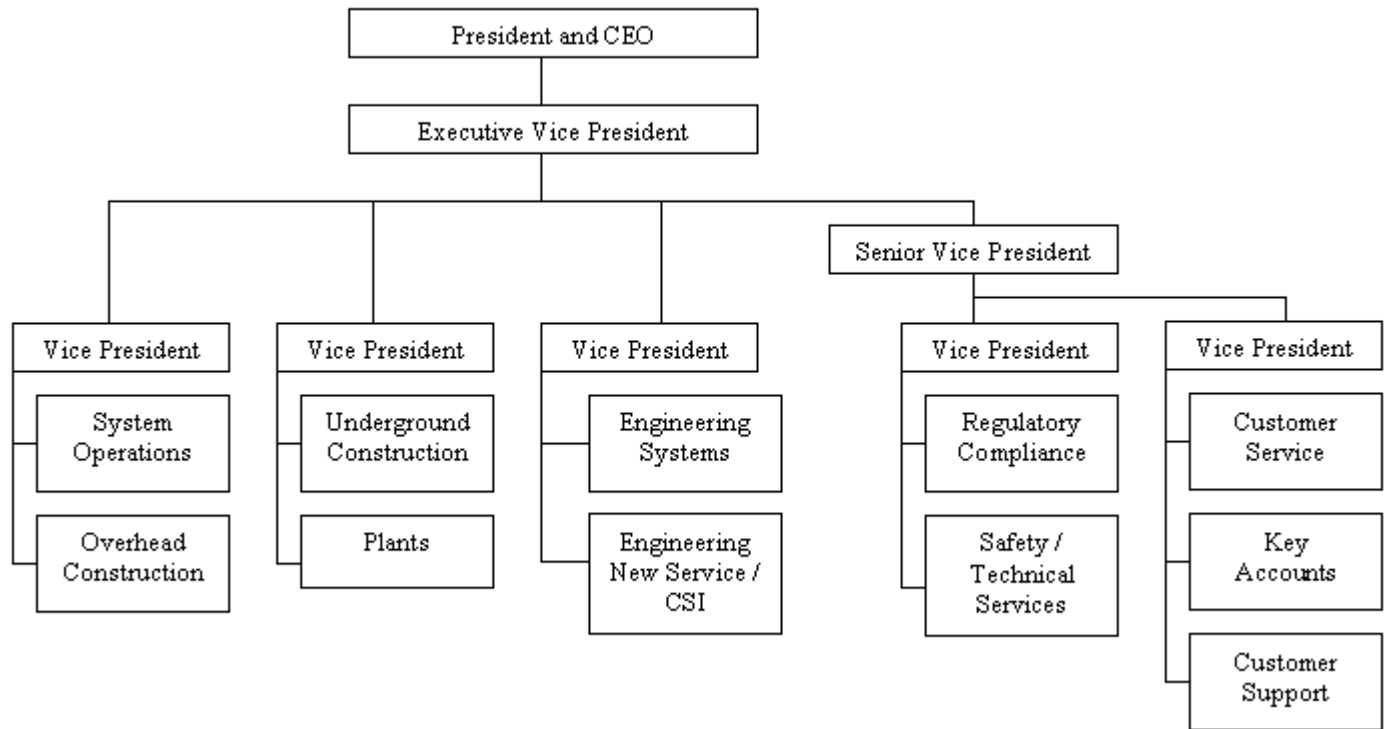 President and CEO
Executive Vice President
Senior Vice President
Vice President
Vice President
Vice President
Vice President
Vice President
System
Operations
Underground
Construction
Engineering
Systems
Regulatory
Compliance
Customer
Service
Overhead
Construction
Plants
Engineering
New Service /
CSI
Safety /
Technical
Services
Key
Accounts
Customer
Support